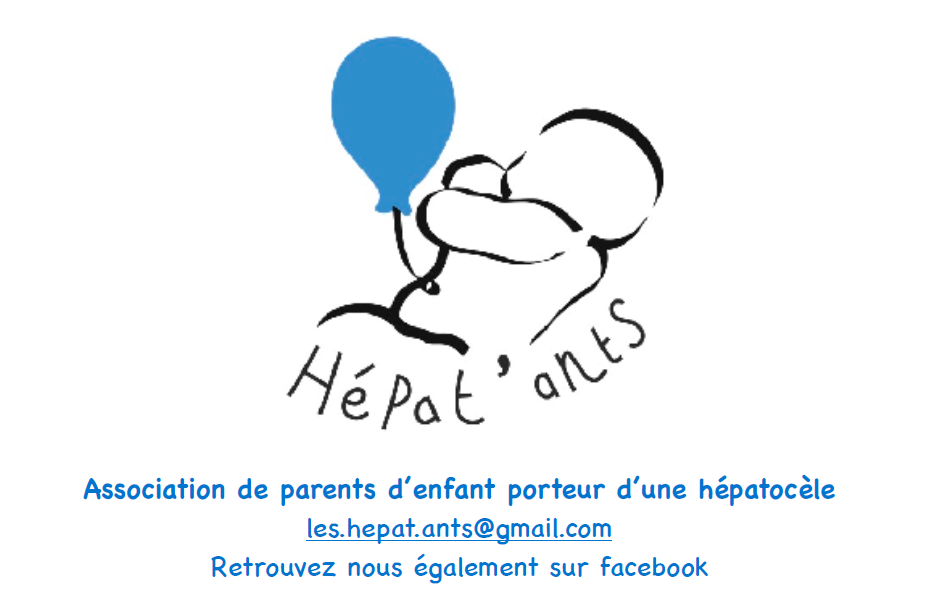 Hépat'ants
Association de parents d'enfant porteur d'une hépatocèle
les.hepat.ants@gmail.com
Retrouvez nous également sur facebook